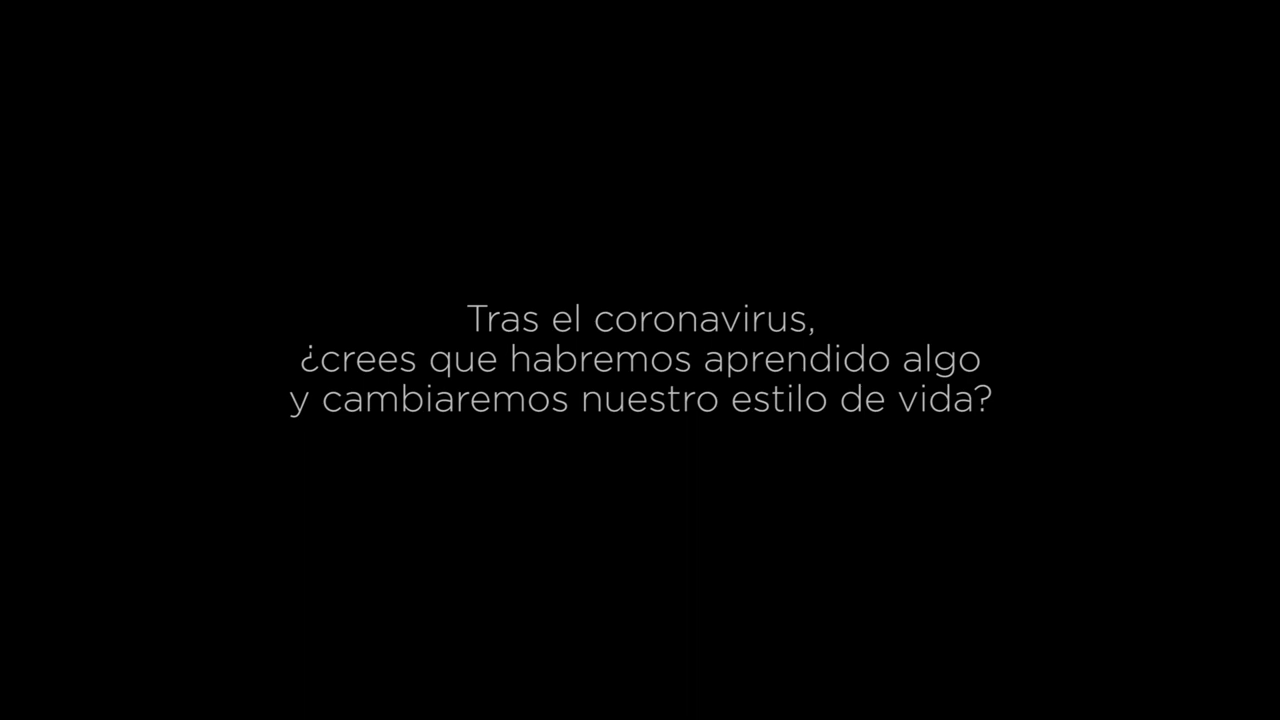 Tras el coronavirus,
¿crees que habremos aprendido algo
y cambiaremos nuestro estilo de vida?